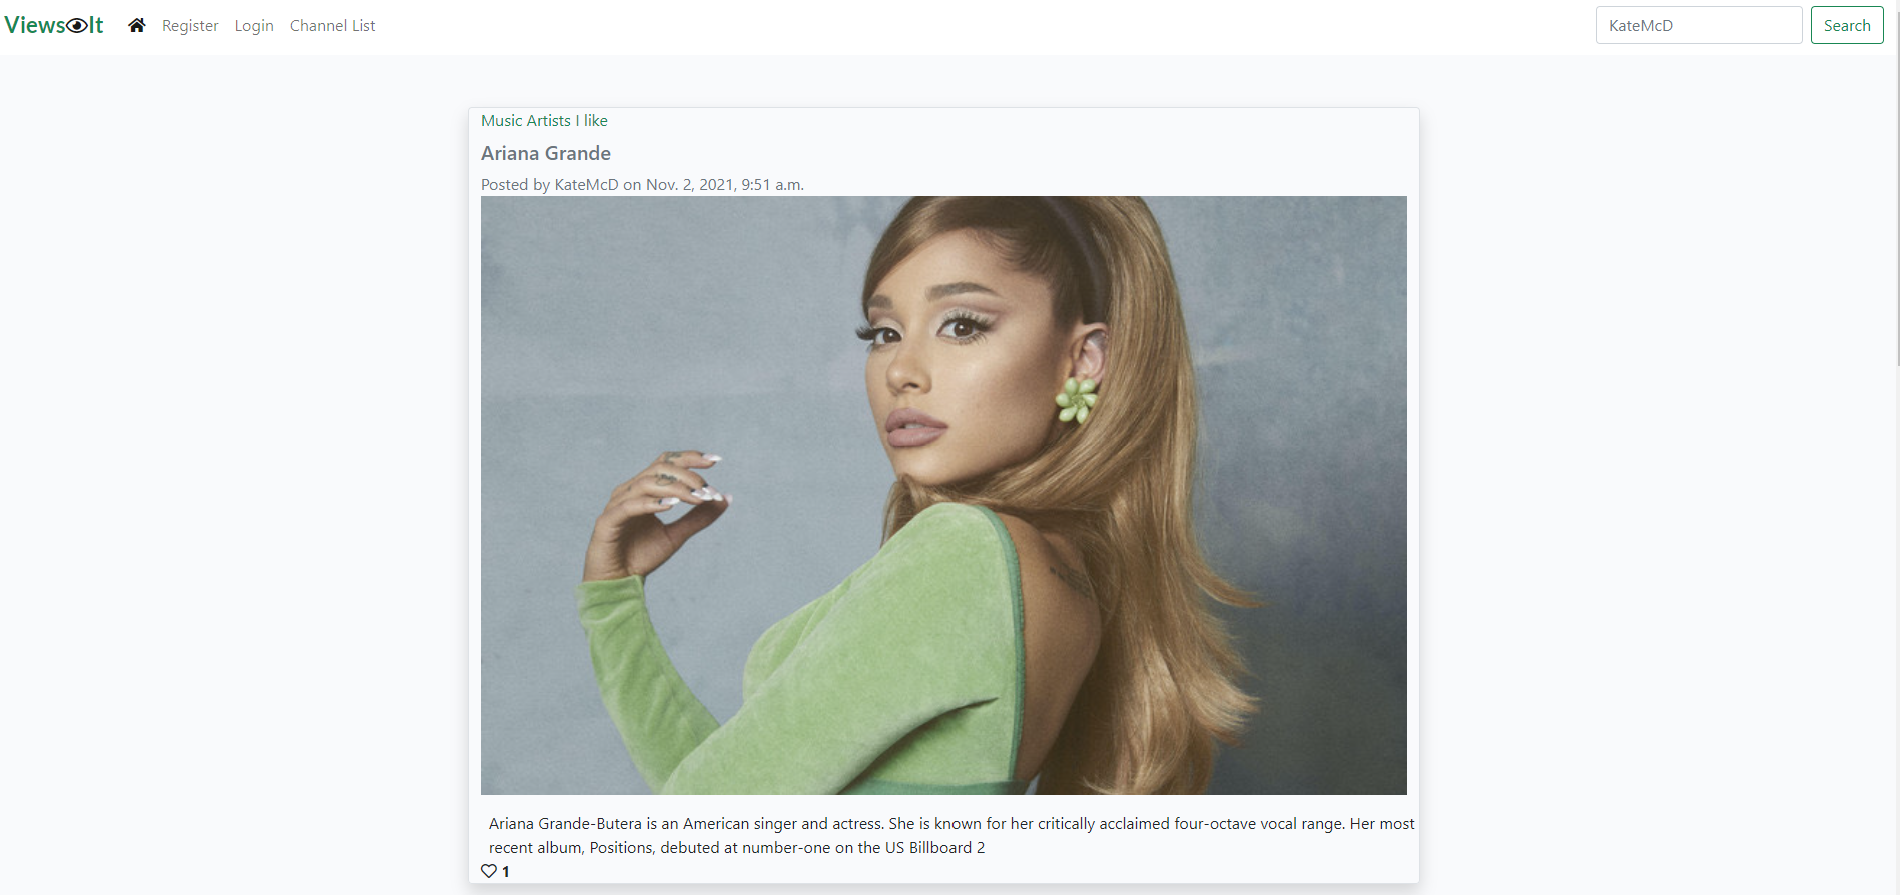 Views It
Register Login Channel List
KateMcD
Search
Music Artists I like
Ariana Grande
Posted by KateMcD on Nov. 2, 2021, 9:51 a.m.
Ariana Grande-Butera is an American singer and actress. She is known for her critically acclaimed four-octave vocal range. Her most
recent album, Positions, debuted at number-one on the US Billboard 2
1